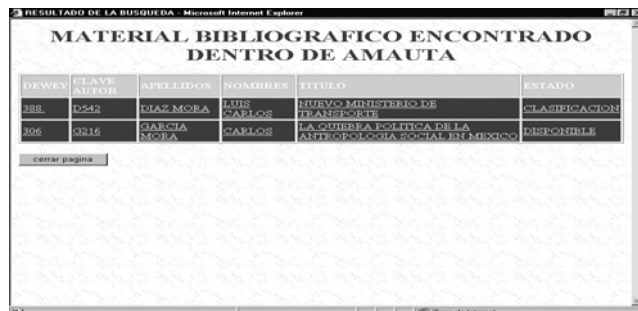 RESULTADO DE LA BUSQUEDA - Microsoft Internet Explorer
MATERIAL BIBLIOGRAFICO ENCONTRADO
DENTRO DE AMAUTA
DEWEY CLAVE AUTOR APELLIDOS NOMBRES TITULO ESTADO
388. D542 DIAZ MORA LUIS CARLOS NUEVO MINISTERIO DE TRANSPORTE CLASIFICACION
306 G216 GARCIA MORA CARLOS LA QUIEBRA POLITICA DE LA ANTROPOLOGIA SOCIAL EN MEXICO DISPONIBLE
cerrar pagina